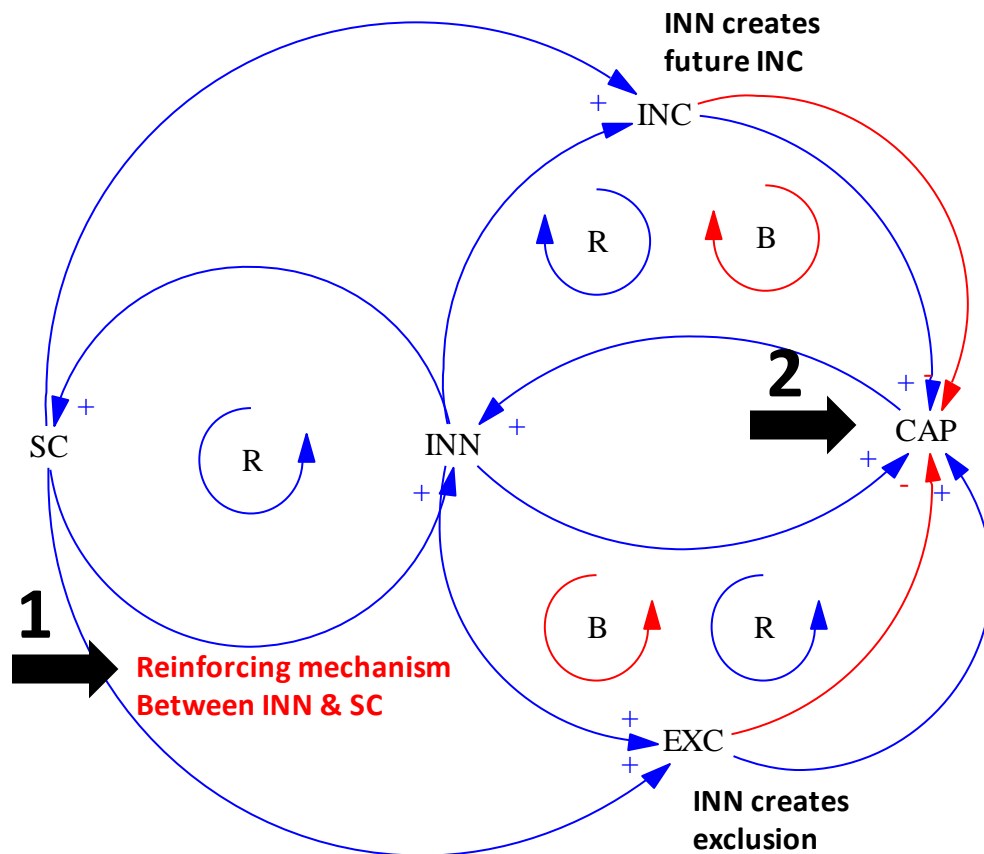 INN creates
future INC
+
INC
R
B
2
+
-
+
SC
INN
+
CAP
R
+
+
-
+
1
B
R
Reinforcing mechanism
Between INN & SC
+
EXC
+
INN creates
exclusion